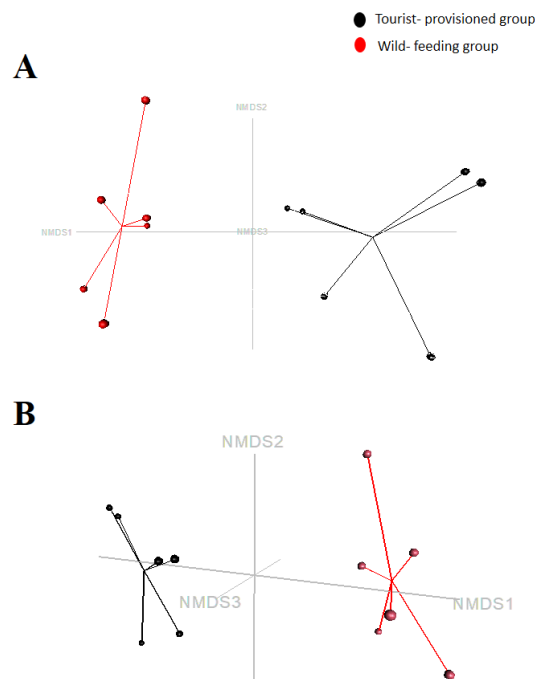 Tourist- provisioned group
Wild- feeding group
A
NMDS2
NMDS1
NMDS3
B
NMDS2
NMDS3
NMDS1